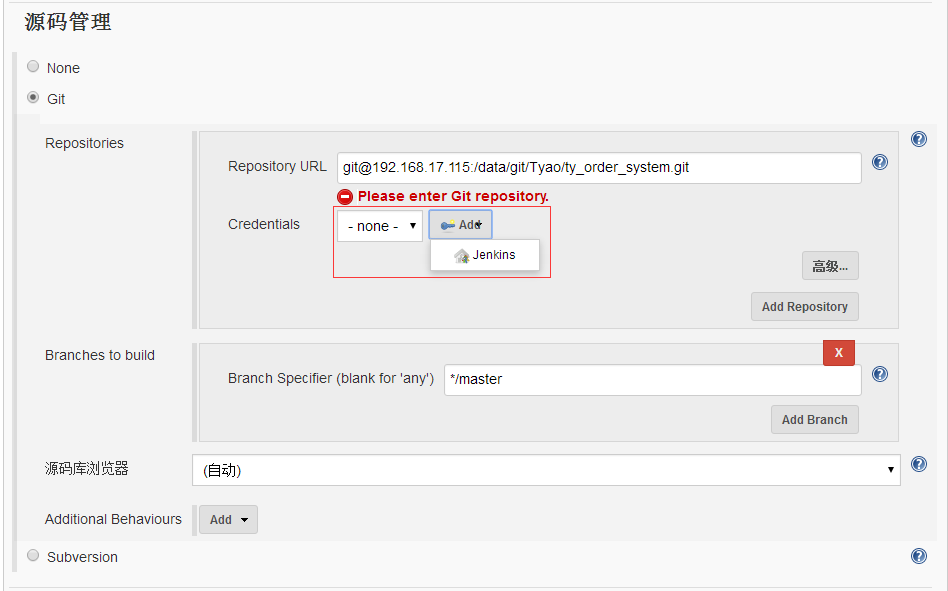 源码管理
None
Git
Repositories
Repository URL git@192.168.17.115:/data/git/Tyao/ty_order_system.git
Please enter Git repository.
Credentials - none - Add
Jenkins
高级...
Add Repository
Branches to build
X
Branch Specifier (blank for 'any') */master
Add Branch
源码库浏览器 (自动)
Additional Behaviours Add
Subversion